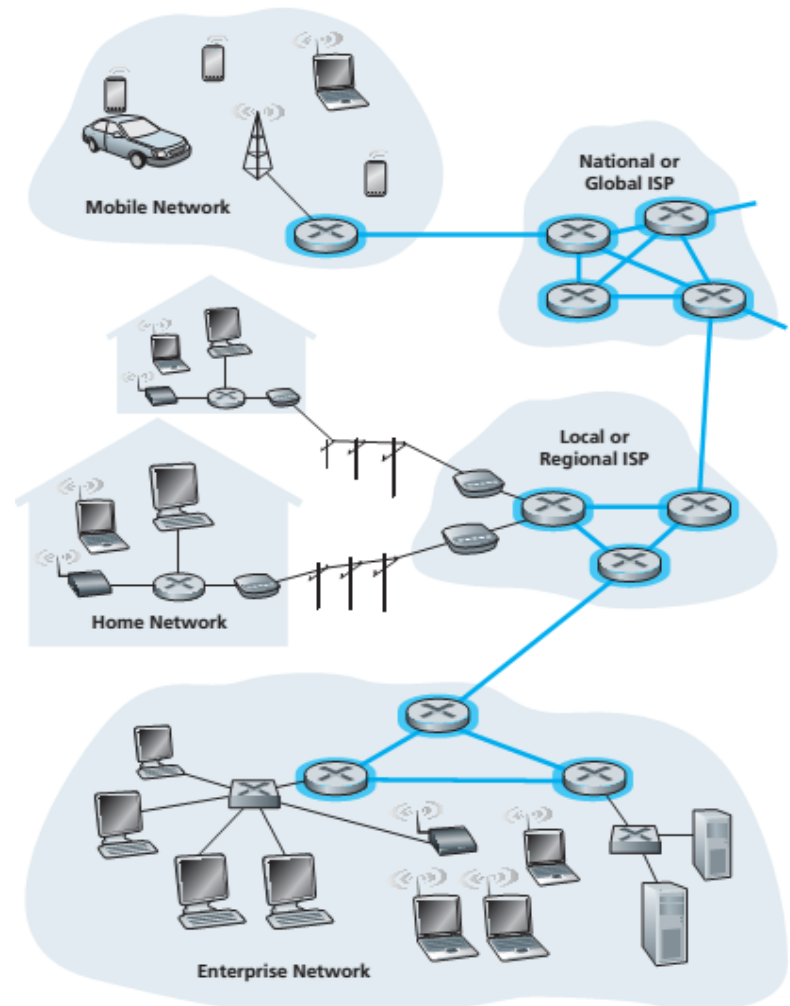 Mobile Network
National or
Global ISP
Local or
Regional ISP
Home Network
Enterprise Network